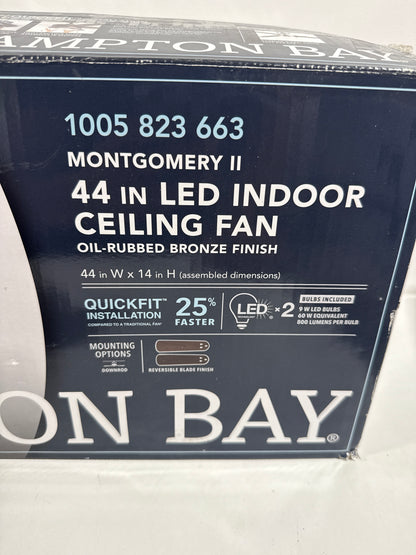 AMPTON BAY
1005 823 663
MONTGOMERY II
44 IN LED INDOOR
CEILING FAN
OIL-RUBBED BRONZE FINISH
44 in W x 14 in H (assembled dimensions)
QUICKFIT™
INSTALLATION
COMPARED TO A TRADITIONAL FAN*
25%
FASTER
LED x2
BULBS INCLUDED
9 W LED BULBS
60 W EQUIVALENT
800 LUMENS PER BULB
MOUNTING
OPTIONS
DOWNROD
REVERSIBLE BLADE FINISH
ON BAY®